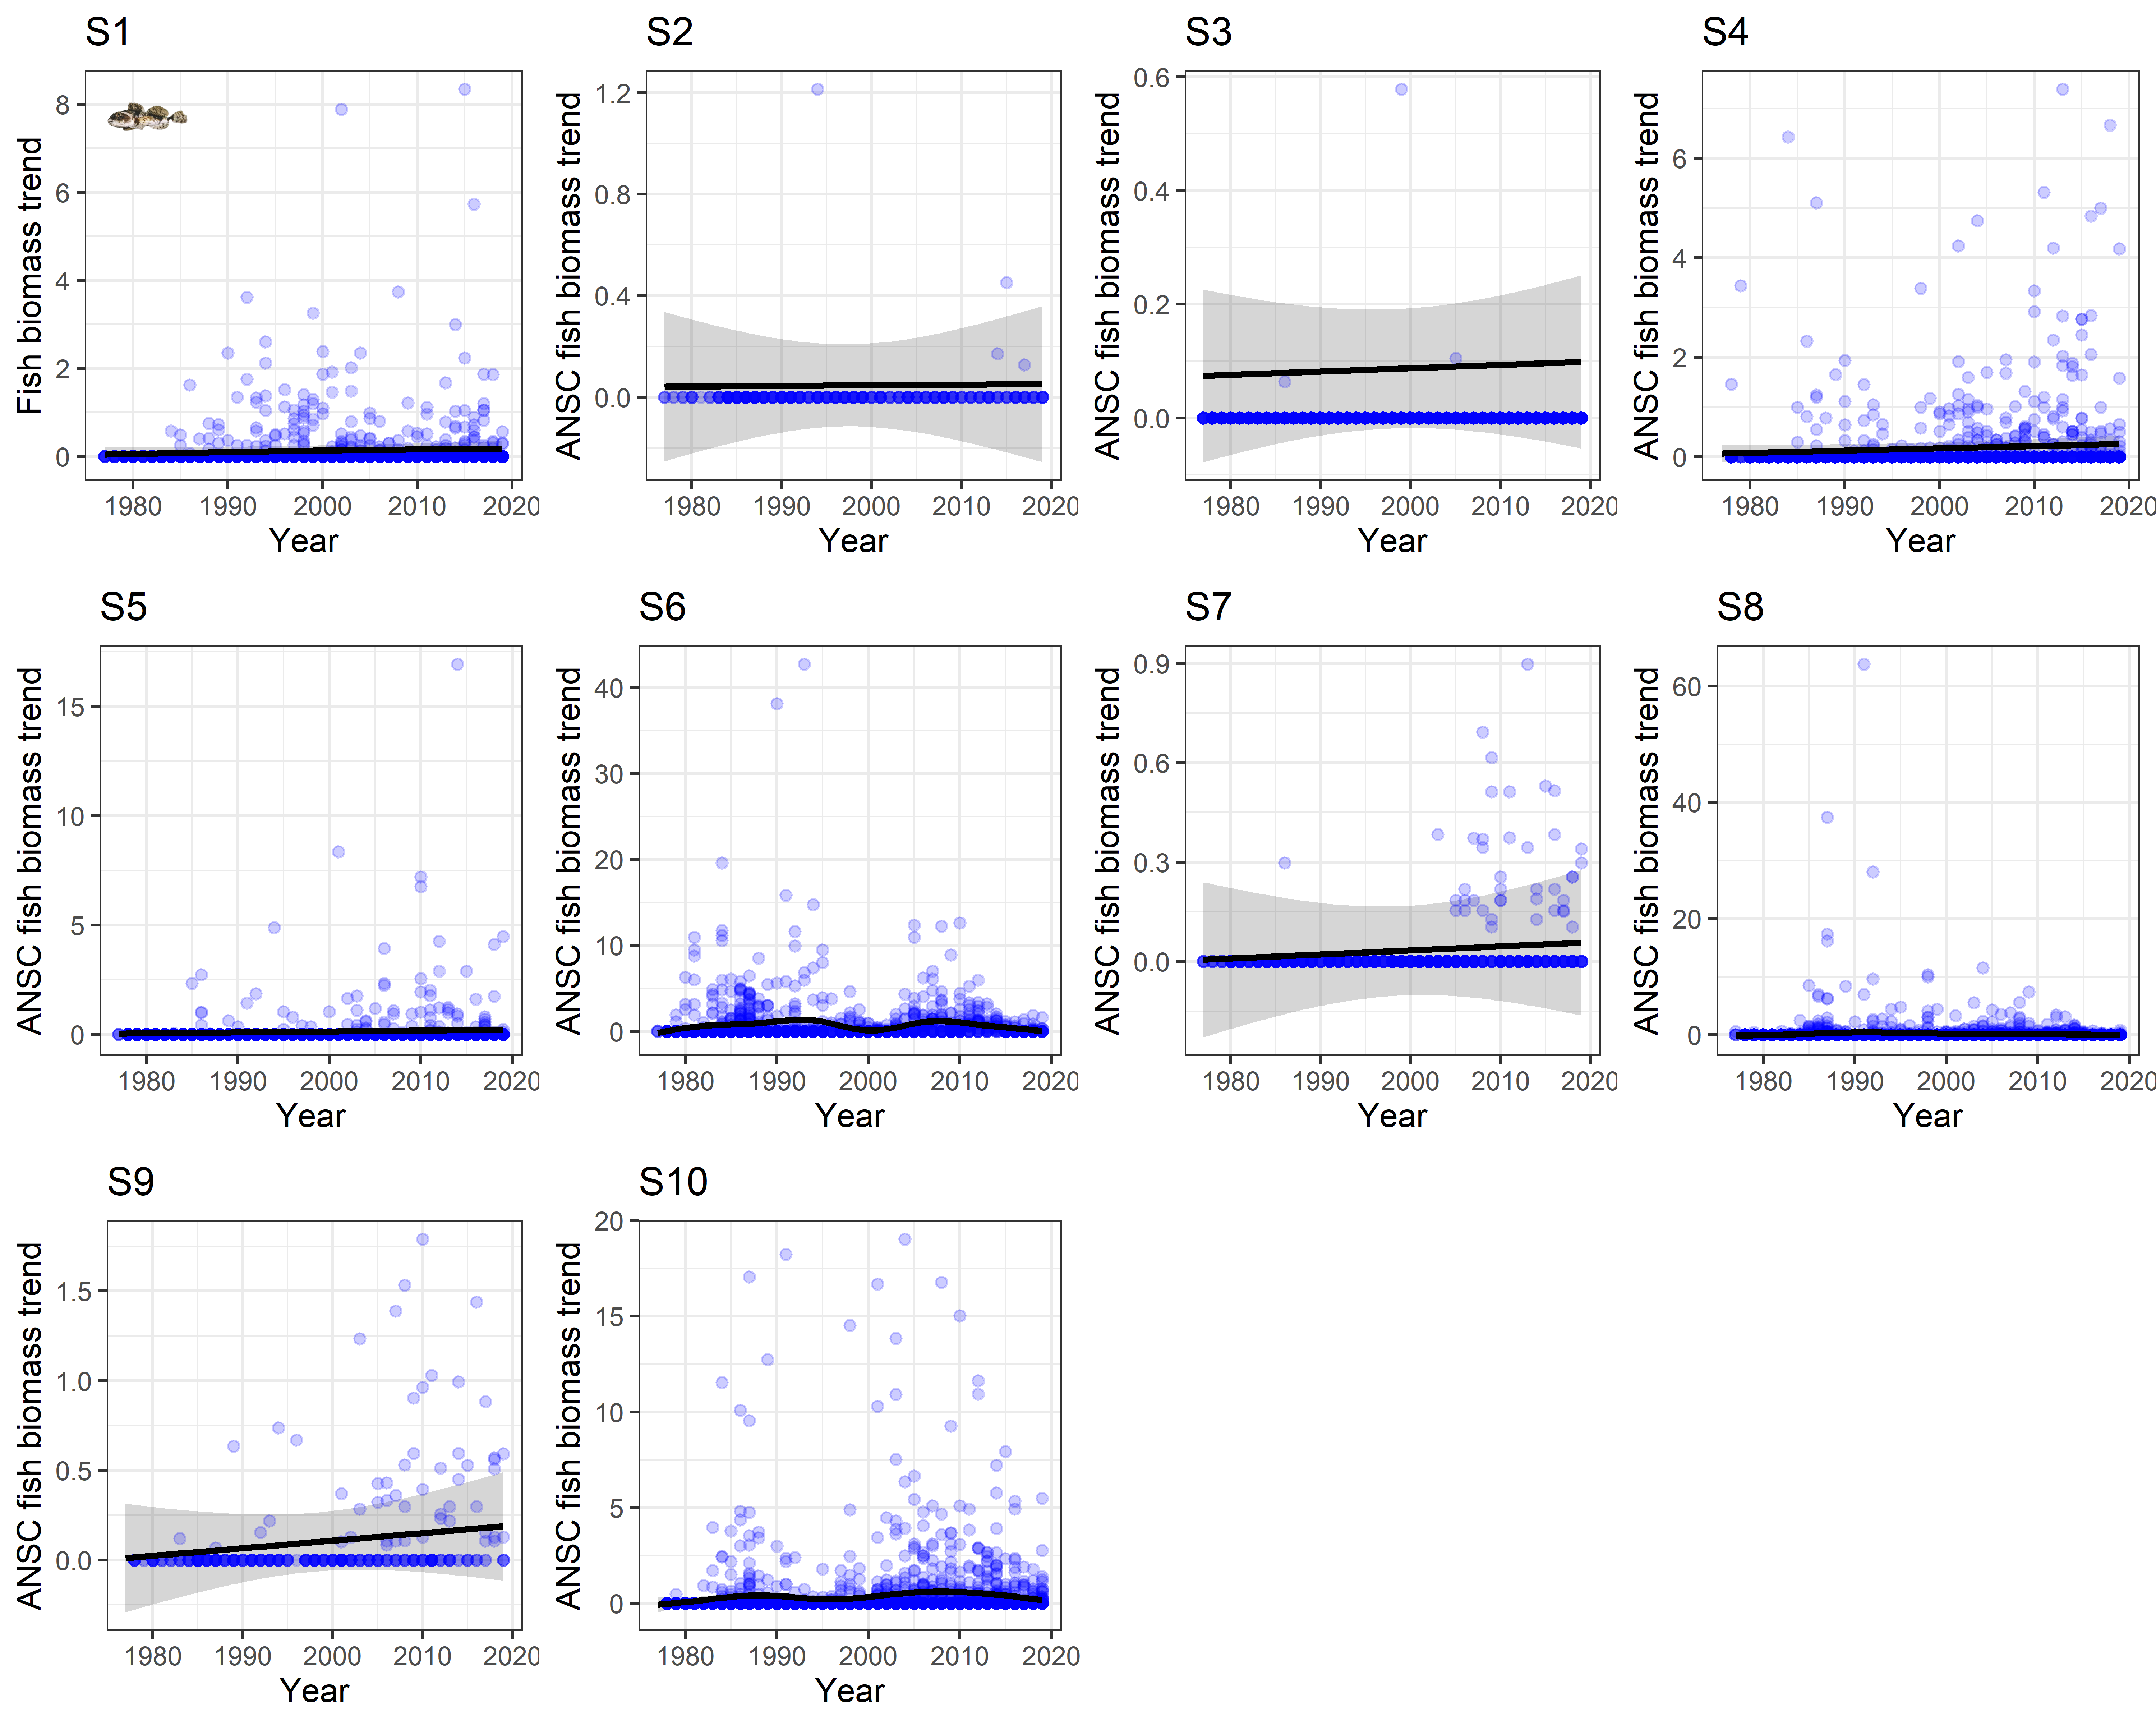 S1
S2
S3
S4
Fish biomass trend
8
6
4
2
0
1980 1990 2000 2010 2020
Year
ANSC fish biomass trend
1.2
0.8
0.4
0.0
1980 1990 2000 2010 2020
Year
ANSC fish biomass trend
0.6
0.4
0.2
0.0
1980 1990 2000 2010 2020
Year
ANSC fish biomass trend
6
4
2
0
1980 1990 2000 2010 2020
Year
S5
S6
S7
S8
ANSC fish biomass trend
15
10
5
0
1980 1990 2000 2010 2020
Year
ANSC fish biomass trend
40
30
20
10
0
1980 1990 2000 2010 2020
Year
ANSC fish biomass trend
0.9
0.6
0.3
0.0
1980 1990 2000 2010 2020
Year
ANSC fish biomass trend
60
40
20
0
1980 1990 2000 2010 2020
Year
S9
S10
ANSC fish biomass trend
1.5
1.0
0.5
0.0
1980 1990 2000 2010 2020
Year
ANSC fish biomass trend
20
15
10
5
0
1980 1990 2000 2010 2020
Year